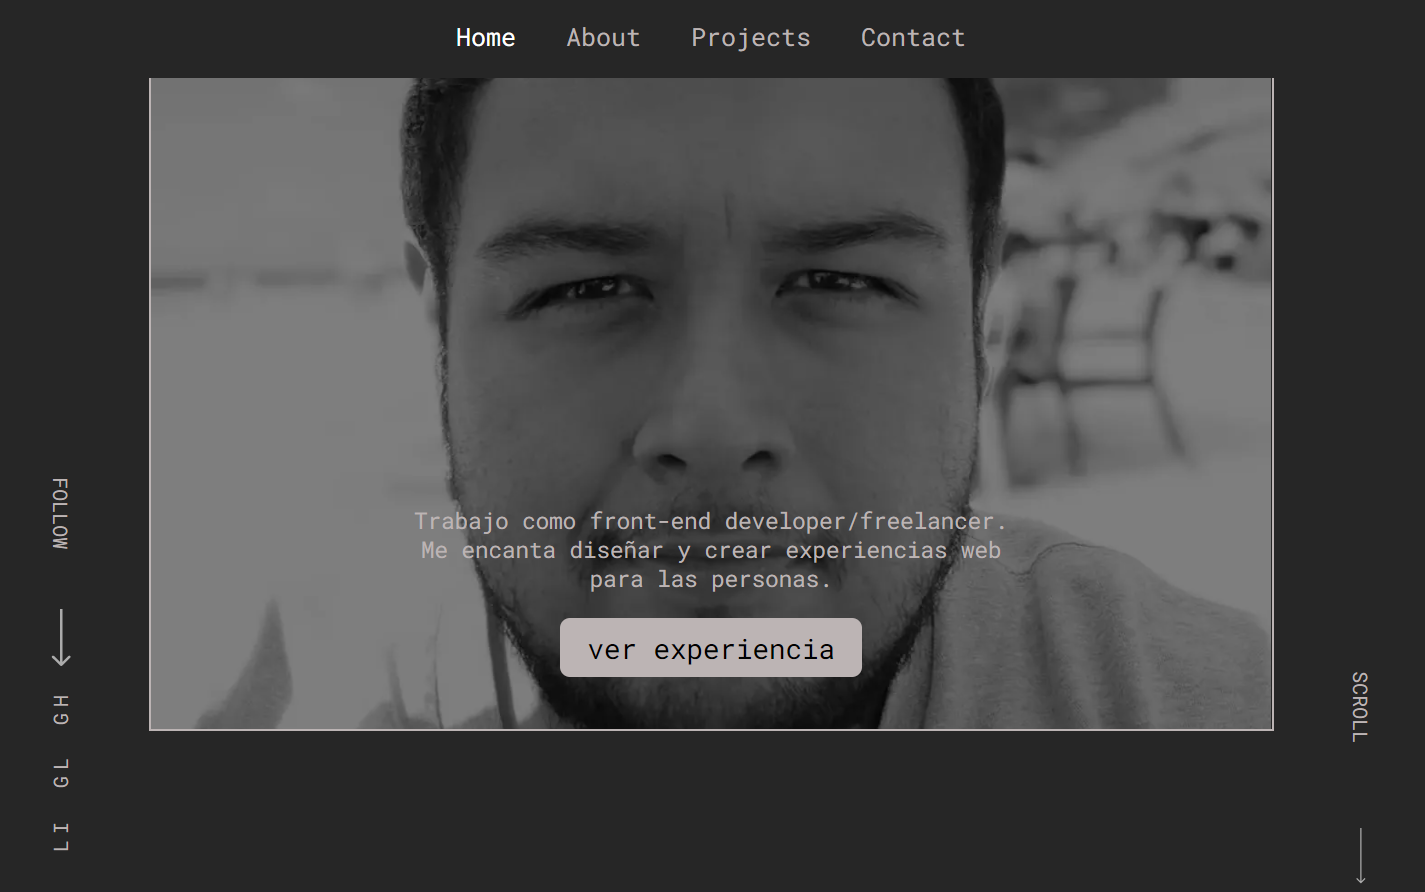 Home About Projects Contact
Trabajo como front-end developer/freelancer.
Me encanta diseñar y crear experiencias web
para las personas.
ver experiencia
FOLLOW
GH
GL
LI
SCROLL